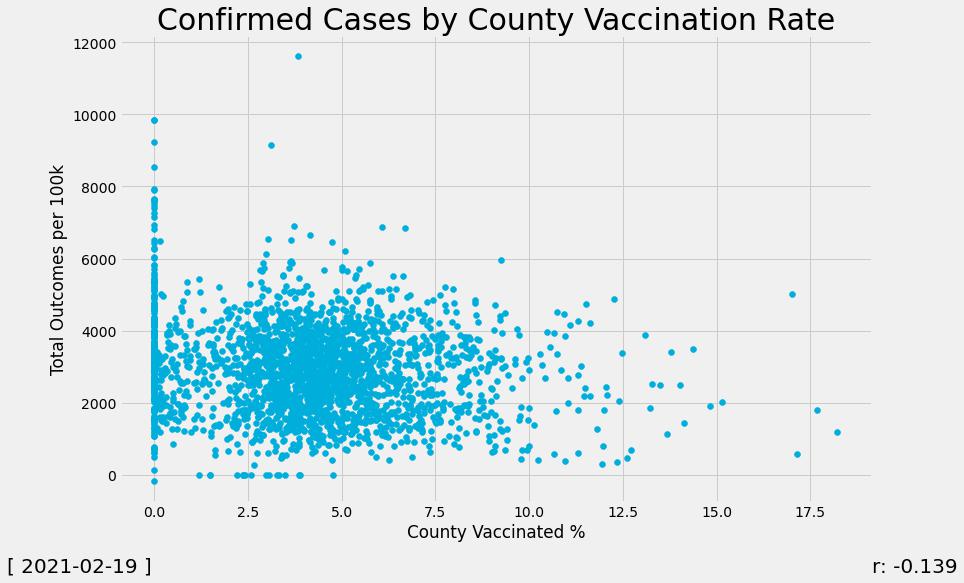 Confirmed Cases by County Vaccination Rate
12000
10000
8000
6000
4000
2000
0
Total Outcomes per 100k
0.0 2.5 5.0 7.5 10.0 12.5 15.0 17.5
County Vaccinated %
[ 2021-02-19 ] r: -0.139